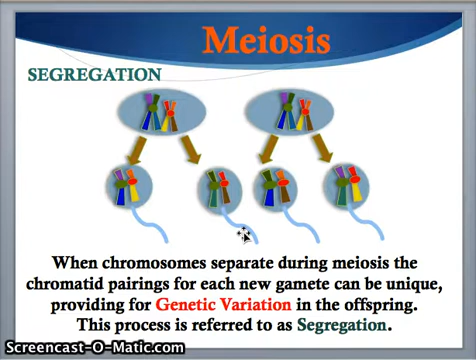 Meiosis
SEGREGATION
When chromosomes separate during meiosis the
chromatid pairings for each new gamete can be unique,
providing for Genetic Variation in the offspring.
This process is referred to as Segregation.
Screencast-O-Matic.com